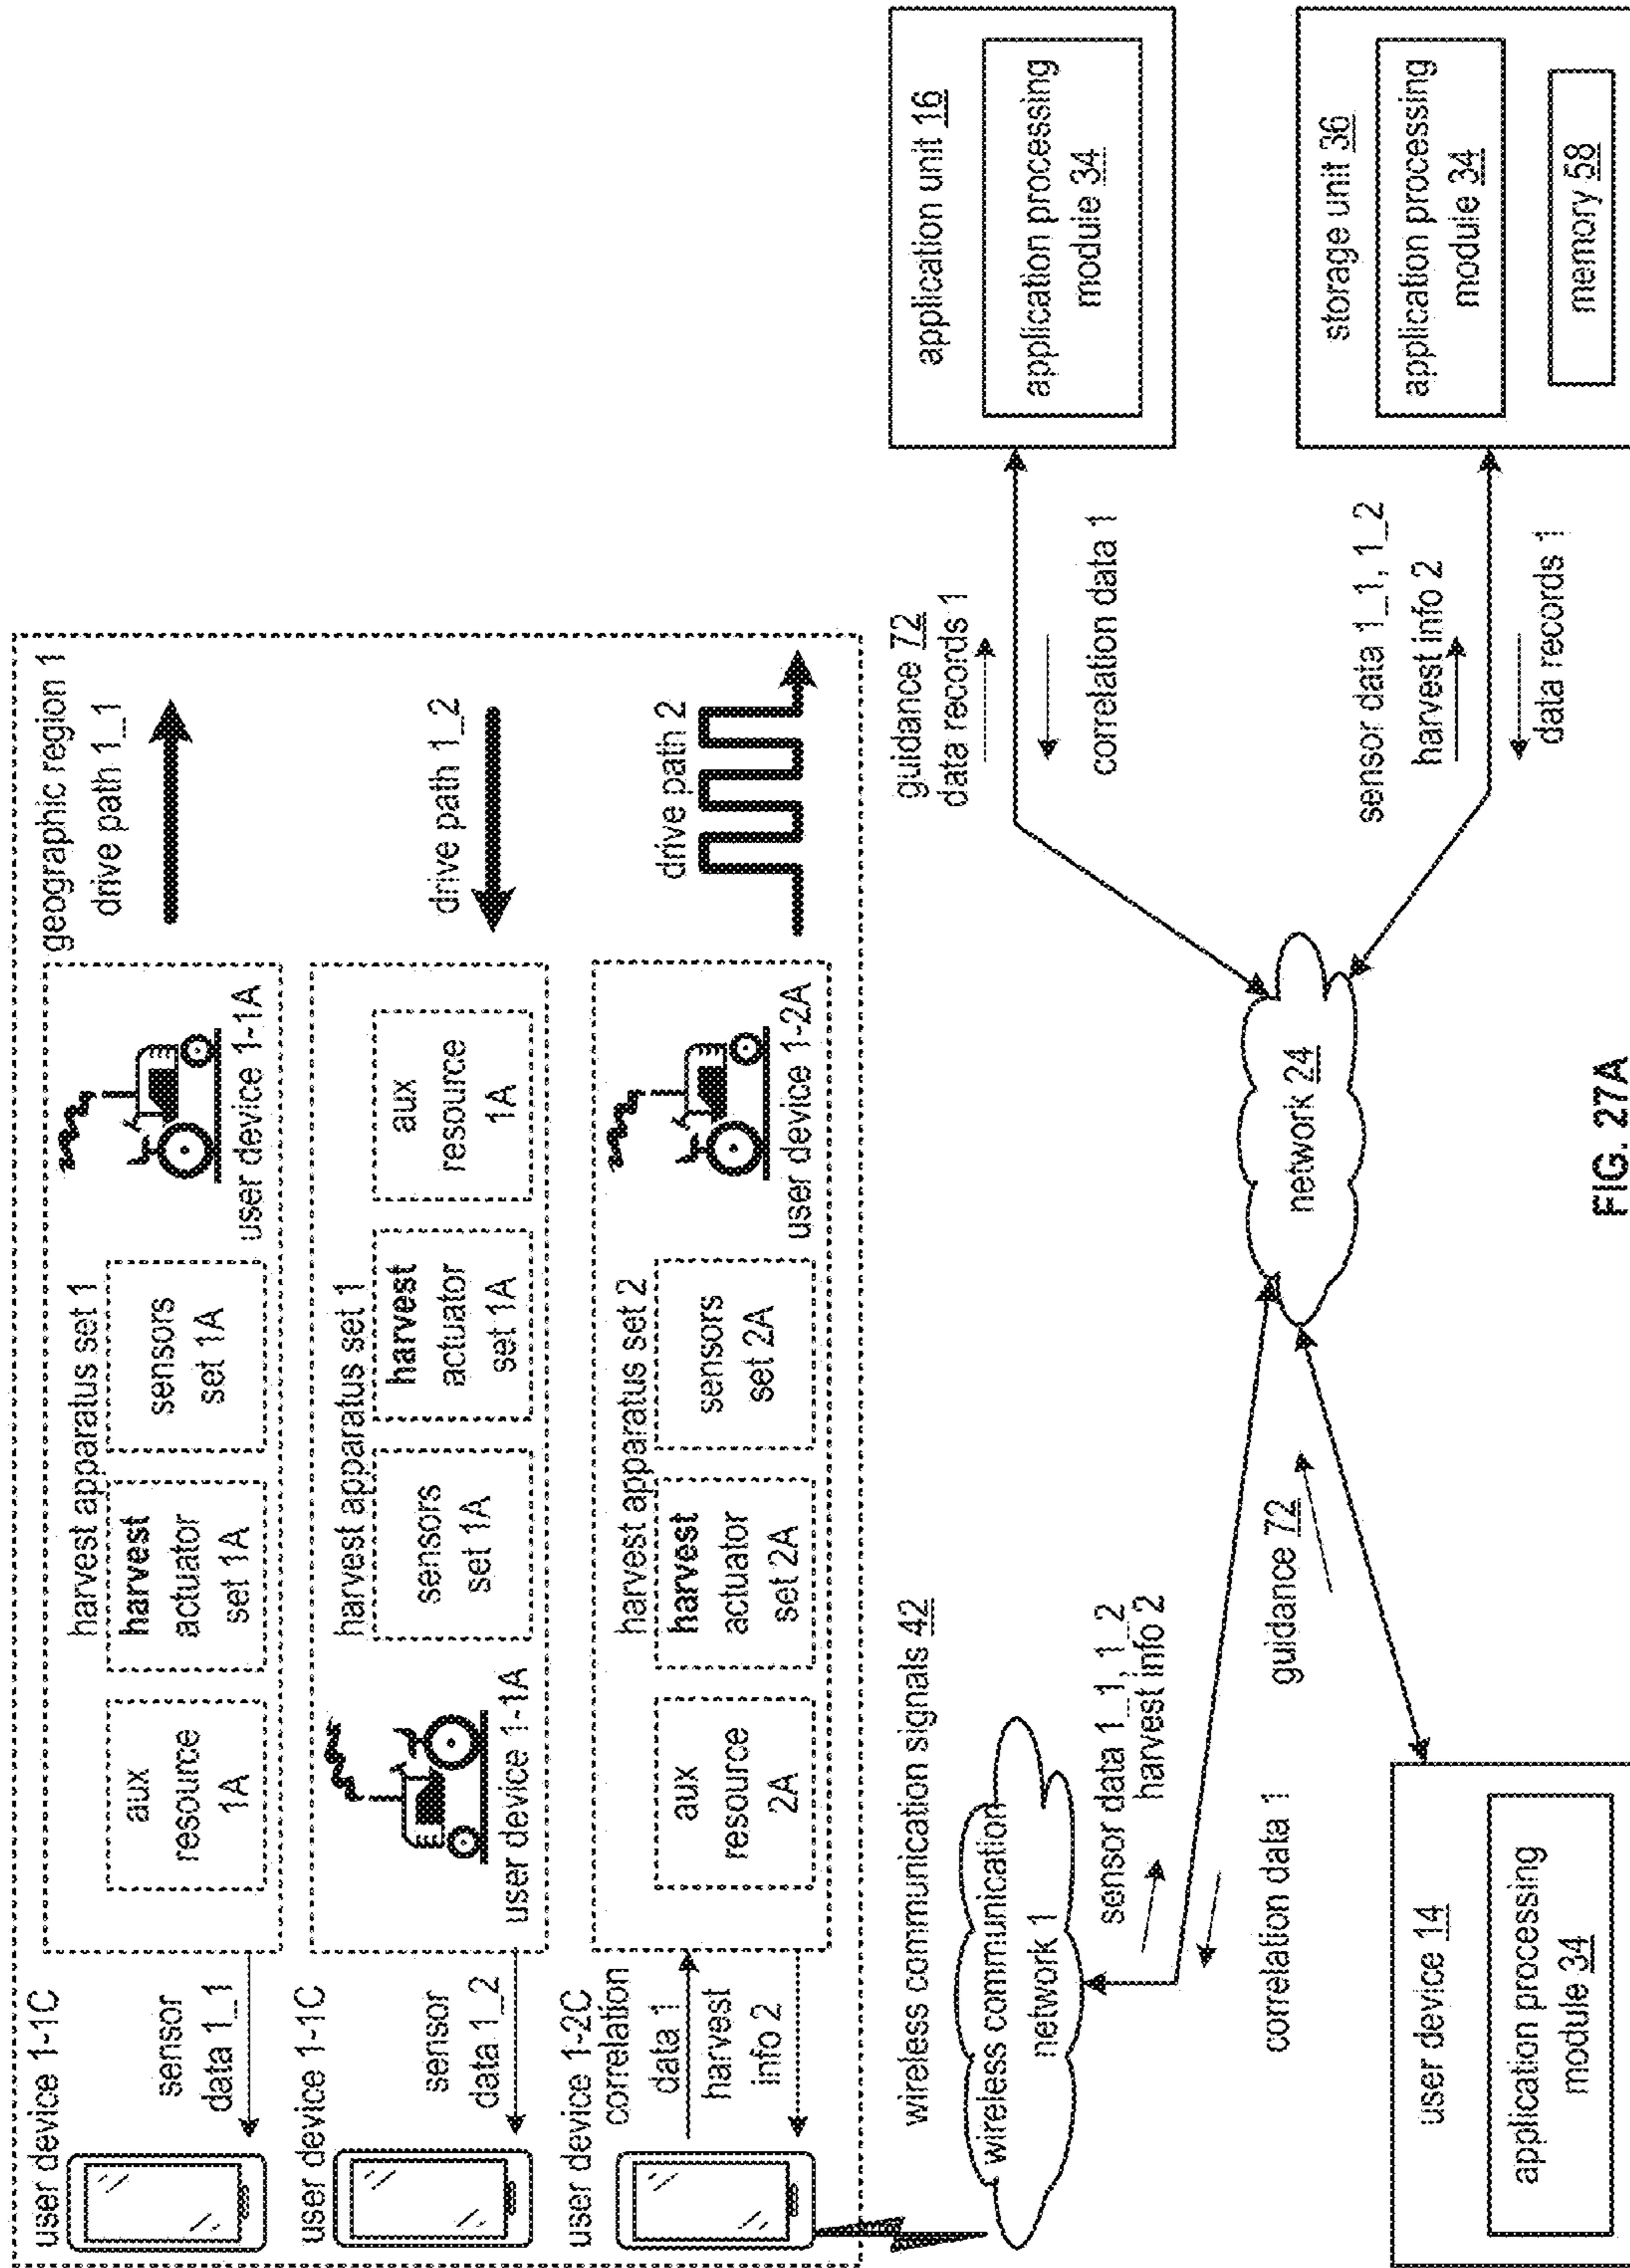 geographic region 1
user device 1-1C
sensor
data 1_1
harvest apparatus set 1
aux
resource
1A
harvest
actuator
set 1A
sensors
set 1A
user device 1-1A
drive path 1_1
user device 1-1C
sensor
data 1_2
harvest apparatus set 1
user device 1-1A
sensors
set 1A
harvest
actuator
set 1A
aux
resource
1A
drive path 1_2
user device 1-2C
correlation
data 1
harvest
info 2
harvest apparatus set 2
aux
resource
2A
harvest
actuator
set 2A
sensors
set 2A
user device 1-2A
drive path 2
wireless communication signals 42
wireless communication
network 1
sensor data 1_1, 1_2
harvest info 2
correlation data 1
guidance 72
user device 14
application processing
module 34
network 24
guidance 72
data records 1
correlation data 1
application unit 16
application processing
module 34
sensor data 1_1, 1_2
harvest info 2
data records 1
storage unit 36
application processing
module 34
memory 58
FIG. 27A